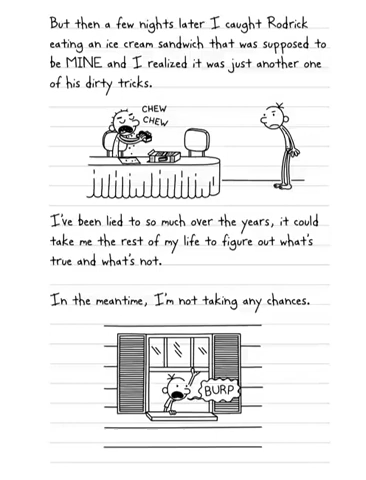 But then a few nights later I caught Rodrick
eating an ice cream sandwich that was supposed to
be MINE and I realized it was just another one
of his dirty tricks.
CHEW
CHEW
I've been lied to so much over the years, it could
take me the rest of my life to figure out what's
true and what's not.
In the meantime, I'm not taking any chances.
BURP